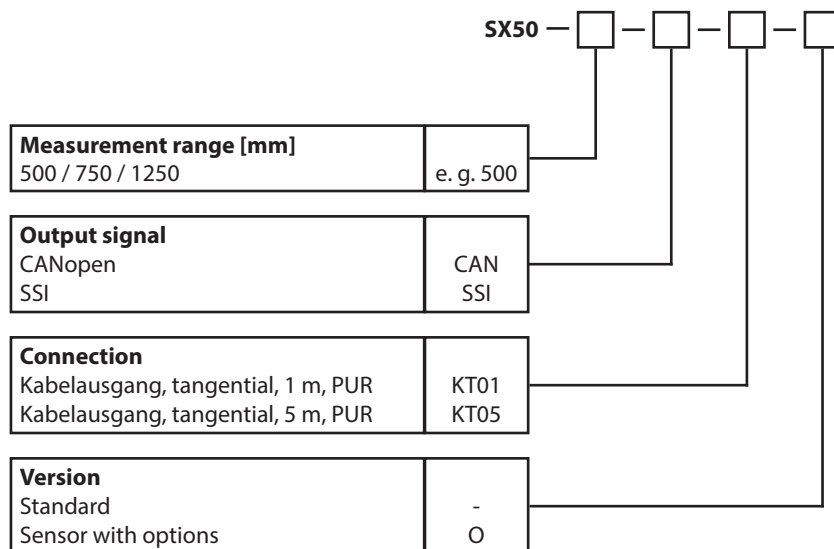 SX50 — □ — □ — □ — □
Measurement range [mm]
500 / 750 / 1250 e. g. 500
Output signal
CANopen CAN
SSI SSI
Connection
Kabelausgang, tangential, 1 m, PUR KT01
Kabelausgang, tangential, 5 m, PUR KT05
Version
Standard -
Sensor with options O